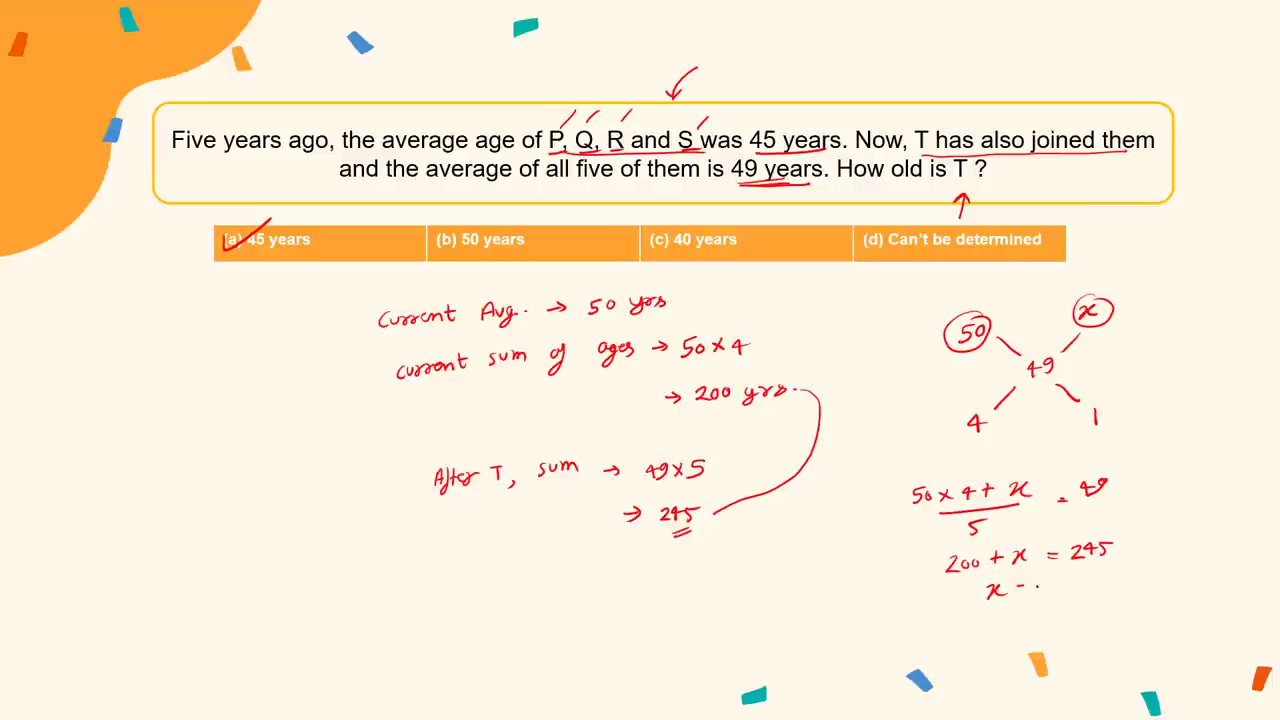 Five years ago, the average age of P, Q, R and S was 45 years. Now, T has also joined them
and the average of all five of them is 49 years. How old is T ?
(a) 45 years (b) 50 years (c) 40 years (d) Can't be determined
Current Avg. → 50 yrs
current sum of ages → 50 × 4
→ 200 yrs.
After T, sum → 49 × 5
→ 245
50 x
49
4 1
50 × 4 + x = 49
5
200 + x = 245
x =